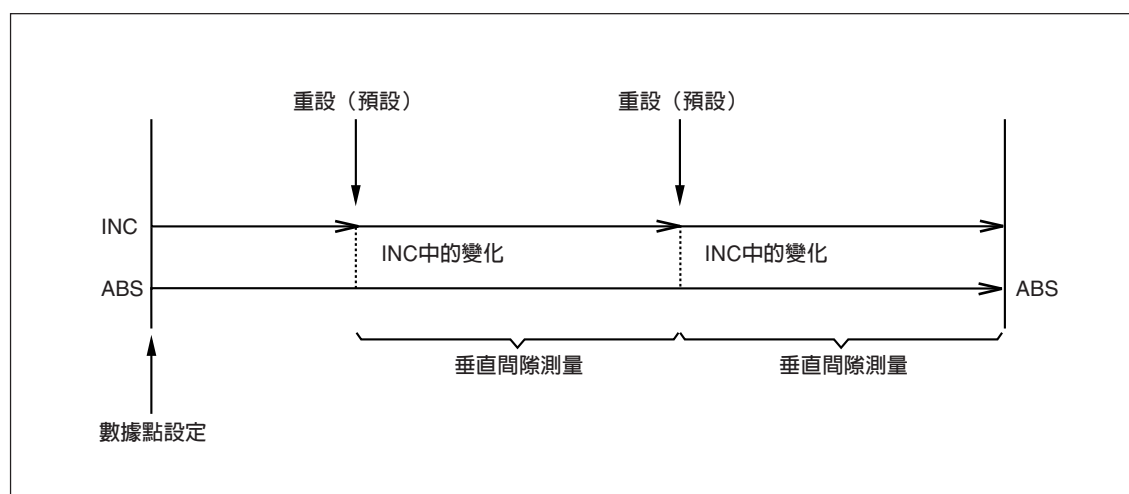 重設（預設）
重設（預設）
INC
INC中的變化
INC中的變化
ABS
ABS
垂直間隙測量
垂直間隙測量
數據點設定